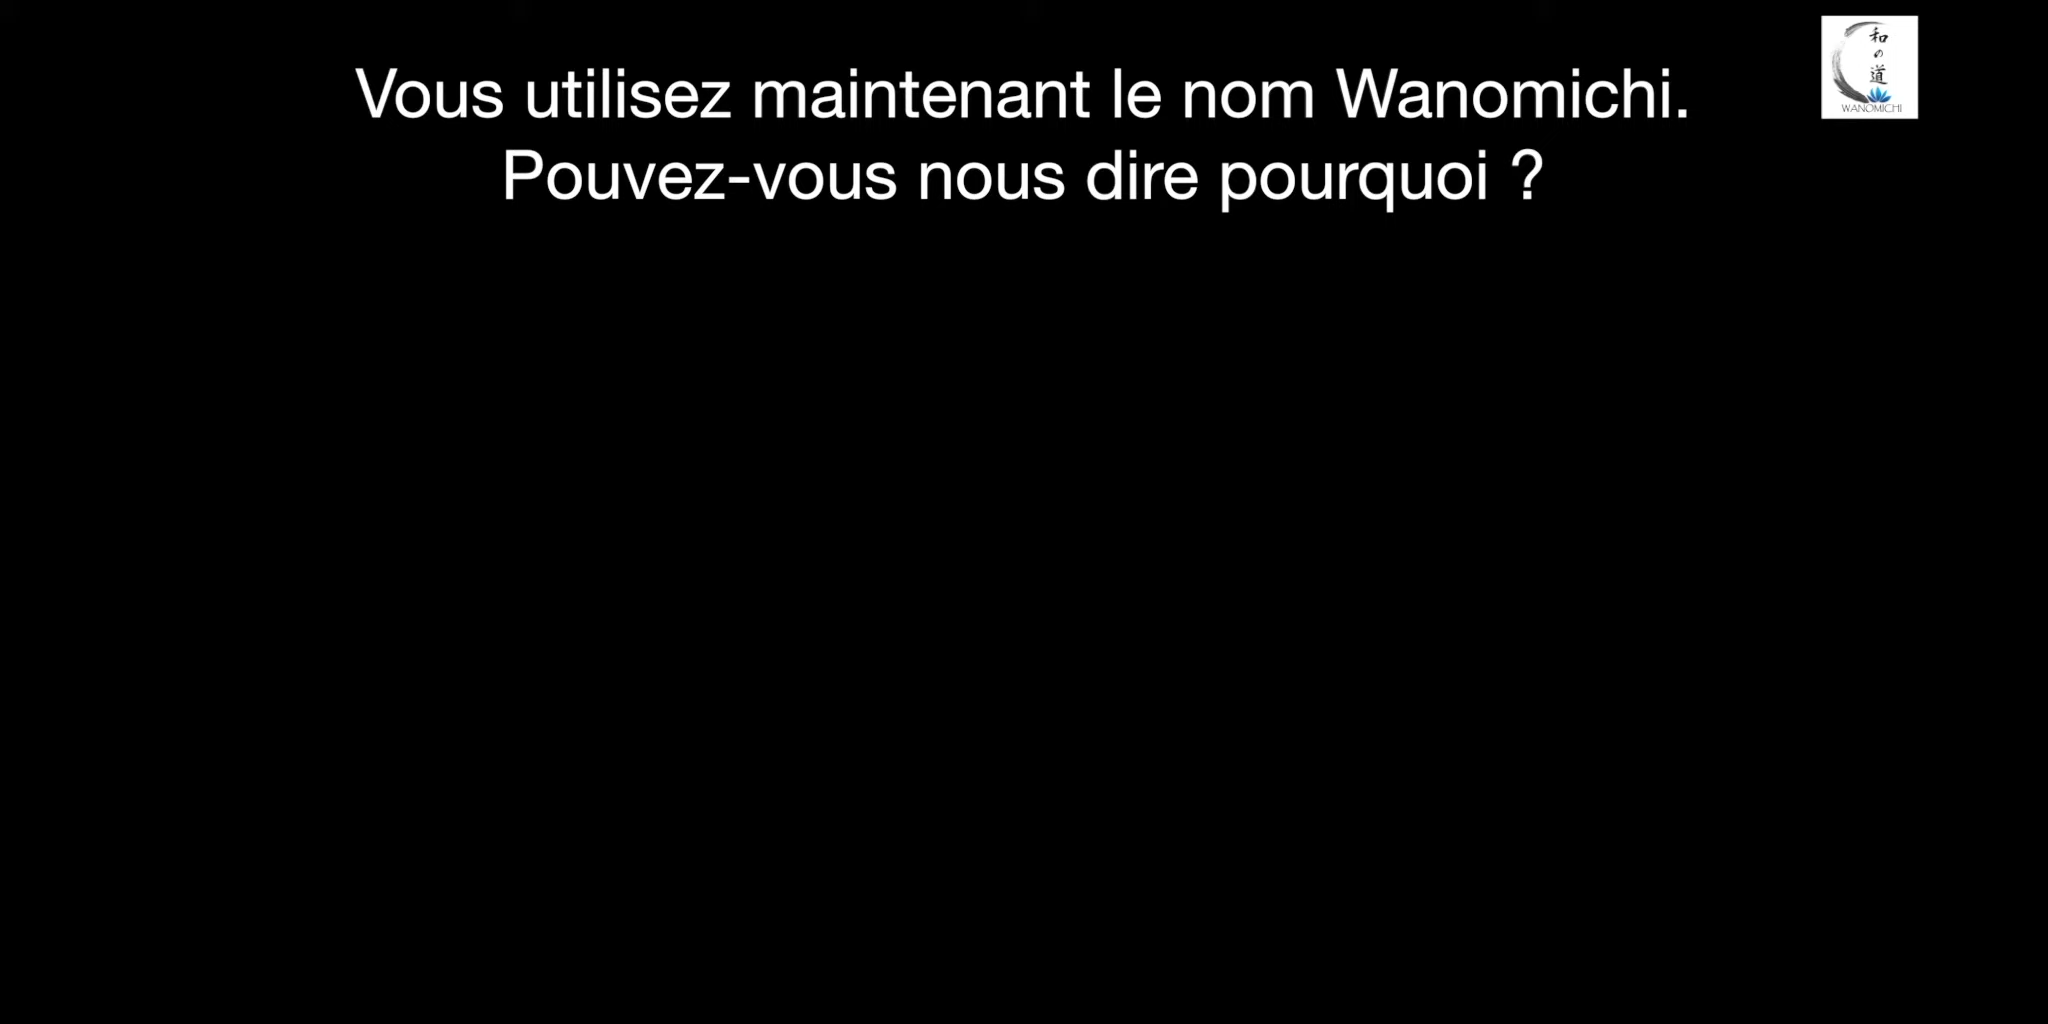 Vous utilisez maintenant le nom Wanomichi.
Pouvez-vous nous dire pourquoi ?
和
の
道
WANOMICHI